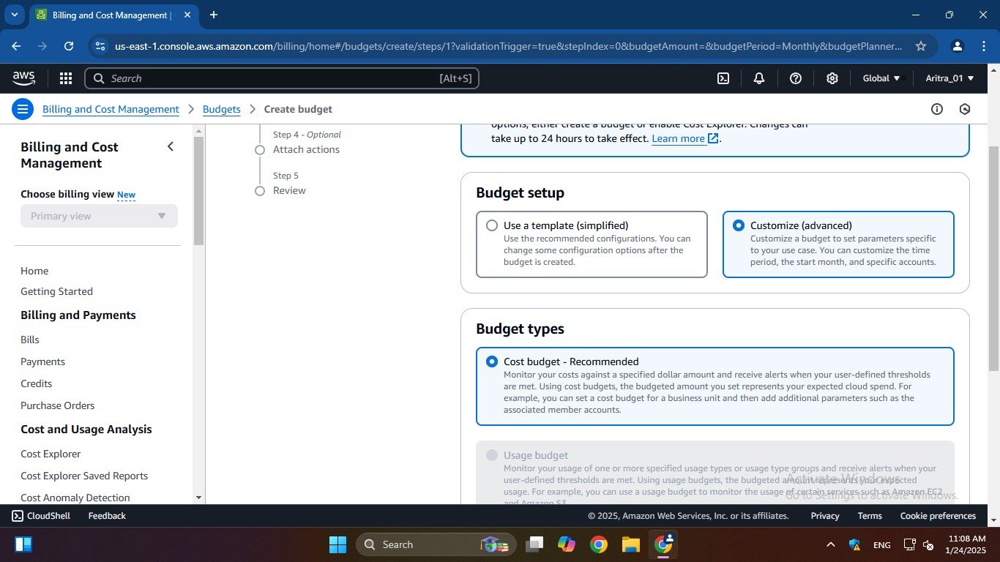 Billing and Cost Management |
us-east-1.console.aws.amazon.com/billing/home#/budgets/create/steps/1?validationTrigger=true&stepIndex=0&budgetAmount=&budgetPeriod=Monthly&budgetPlanner...
aws
Search [Alt+S]
Global
Aritra_01
Billing and Cost Management
Budgets
Create budget
Billing and Cost
Management
Choose billing view New
Primary view
Home
Getting Started
Billing and Payments
Bills
Payments
Credits
Purchase Orders
Cost and Usage Analysis
Cost Explorer
Cost Explorer Saved Reports
Cost Anomaly Detection
Step 4 - Optional
Attach actions
Step 5
Review
options, either create a budget or enable Cost Explorer. Changes can
take up to 24 hours to take effect. Learn more.
Budget setup
Use a template (simplified)
Use the recommended configurations. You can
change some configuration options after the
budget is created.
Customize (advanced)
Customize a budget to set parameters specific
to your use case. You can customize the time
period, the start month, and specific accounts.
Budget types
Cost budget - Recommended
Monitor your costs against a specified dollar amount and receive alerts when your user-defined thresholds
are met. Using cost budgets, the budgeted amount you set represents your expected cloud spend. For
example, you can set a cost budget for a business unit and then add additional parameters such as the
associated member accounts.
Usage budget
Monitor your usage of one or more specified usage types or usage type groups and receive alerts when your
user-defined thresholds are met. Using usage budgets, the budgeted amount represents your expected
usage. For example, you can use a usage budget to monitor the usage of certain services such as Amazon EC2
and Amazon S3.
Activate Windows
Go to Settings to activate Windows.
CloudShell
Feedback
© 2025, Amazon Web Services, Inc. or its affiliates.
Privacy
Terms
Cookie preferences
Search
ENG
11:08 AM
1/24/2025